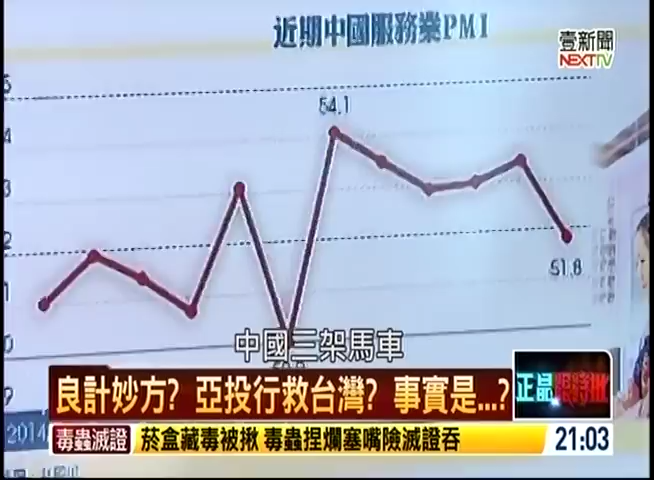 近期中國服務業PMI
壹新聞
NEXTTV
54.1
51.8
中國三架馬車
良計妙方? 亞投行救台灣? 事實是...?
正晶限時批
2014
毒蟲滅證
菸盒藏毒被揪 毒蟲捏爛塞嘴險滅證吞
21:03